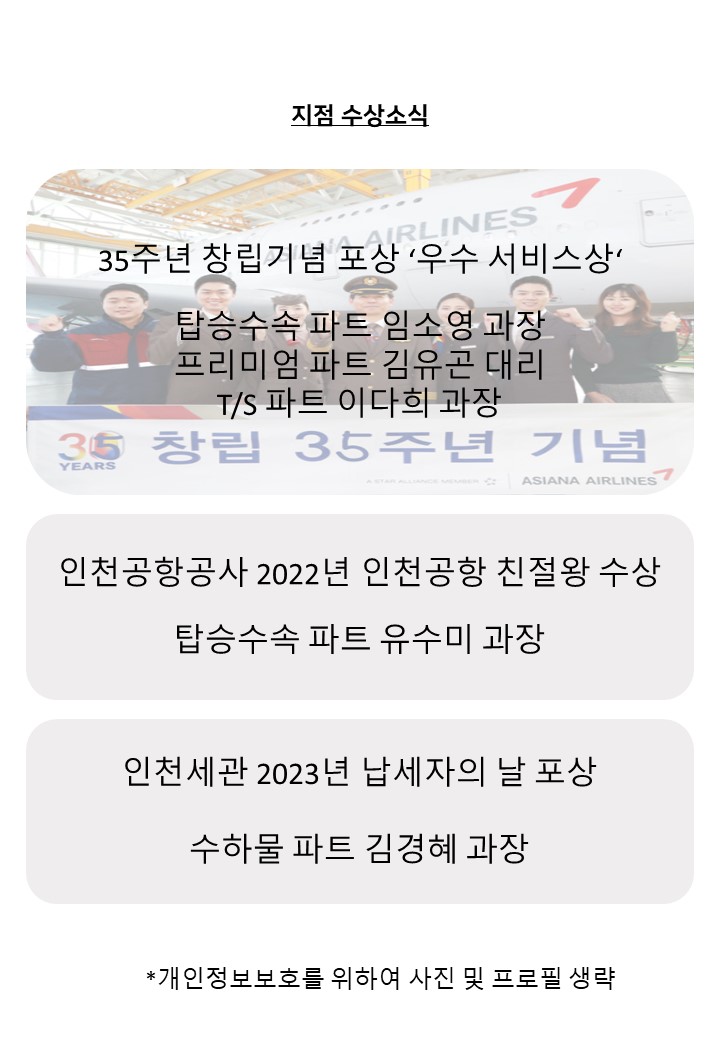 지점 수상소식
ASIANA AIRLINES
35주년 창립기념 포상 ‘우수 서비스상‘
탑승수속 파트 임소영 과장
프리미엄 파트 김유곤 대리
T/S 파트 이다희 과장
35 YEARS
창립 35주년 기념
A STAR ALLIANCE MEMBER
ASIANA AIRLINES
인천공항공사 2022년 인천공항 친절왕 수상
탑승수속 파트 유수미 과장
인천세관 2023년 납세자의 날 포상
수하물 파트 김경혜 과장
*개인정보보호를 위하여 사진 및 프로필 생략